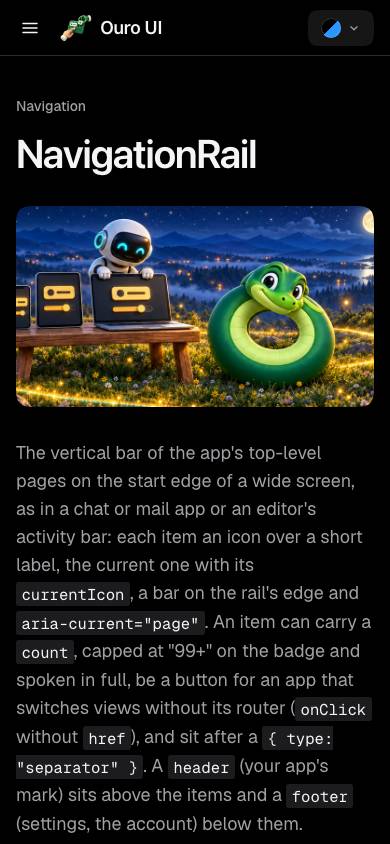 Ouro UI
Navigation
NavigationRail
The vertical bar of the app's top-level
pages on the start edge of a wide screen,
as in a chat or mail app or an editor's
activity bar: each item an icon over a short
label, the current one with its
currentIcon, a bar on the rail's edge and
aria-current="page". An item can carry a
count, capped at "99+" on the badge and
spoken in full, be a button for an app that
switches views without its router (onClick
without href), and sit after a { type:
"separator" }. A header (your app's
mark) sits above the items and a footer
(settings, the account) below them.